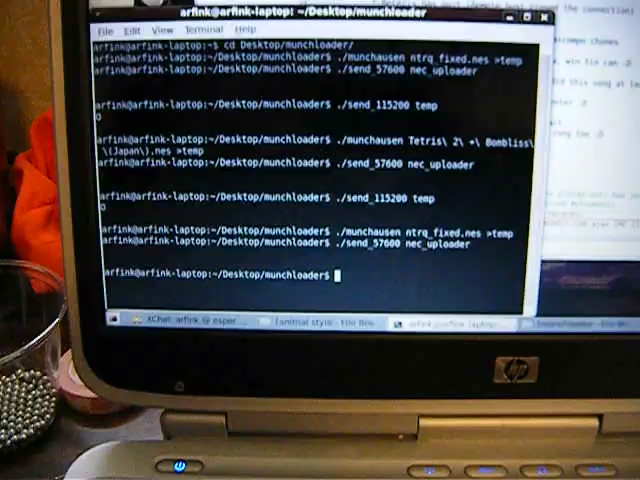 arfink@arfink-laptop: ~/Desktop/munchloader
File Edit View Terminal Help
arfink@arfink-laptop:~$ cd Desktop/munchloader/
arfink@arfink-laptop:~/Desktop/munchloader$ ./munchausen ntrq_fixed.nes >temp
arfink@arfink-laptop:~/Desktop/munchloader$ ./send_57600 nec_uploader
arfink@arfink-laptop:~/Desktop/munchloader$ ./send_115200 temp
O
arfink@arfink-laptop:~/Desktop/munchloader$ ./munchausen Tetris\ 2\ +\ Bombliss\
\(Japan\).nes >temp
arfink@arfink-laptop:~/Desktop/munchloader$ ./send_57600 nec_uploader
arfink@arfink-laptop:~/Desktop/munchloader$ ./send_115200 temp
O
arfink@arfink-laptop:~/Desktop/munchloader$ ./munchausen ntrq_fixed.nes >temp
arfink@arfink-laptop:~/Desktop/munchloader$ ./send_57600 nec_uploader
arfink@arfink-laptop:~/Desktop/munchloader$
XChat: arfink @ esper
hp